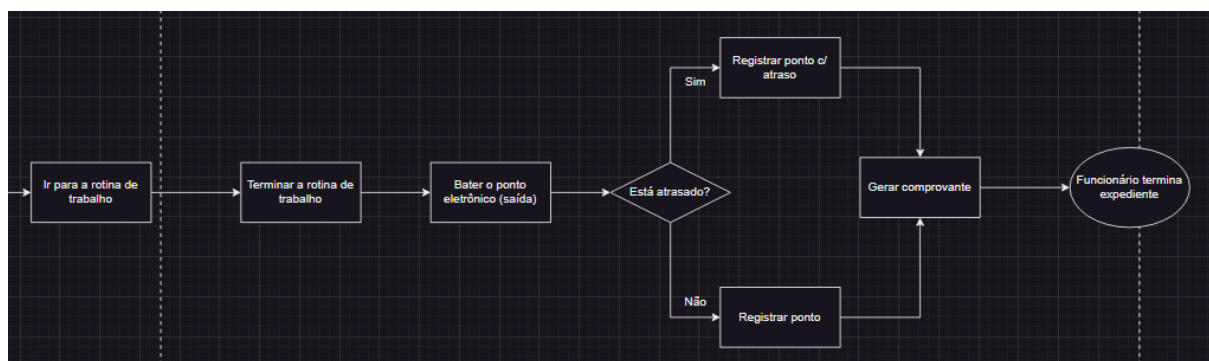 Ir para a rotina de
trabalho
Terminar a rotina de
trabalho
Bater o ponto
eletrônico (saída)
Está atrasado?
Sim
Registrar ponto c/
atraso
Não
Registrar ponto
Gerar comprovante
Funcionário termina
expediente